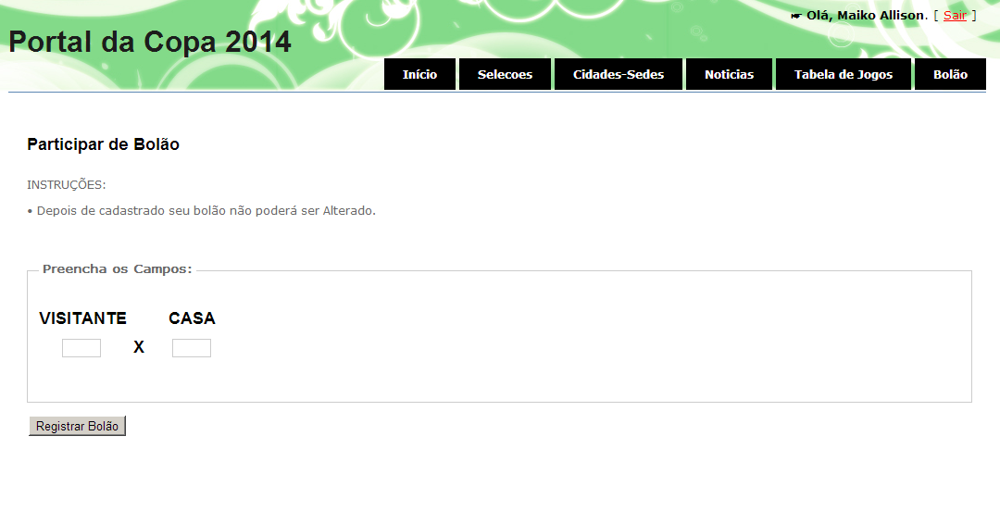 ☛ Olá, Maiko Allison. [ Sair ]
Portal da Copa 2014
Início Selecoes Cidades-Sedes Noticias Tabela de Jogos Bolão
Participar de Bolão
INSTRUÇÕES:
• Depois de cadastrado seu bolão não poderá ser Alterado.
Preencha os Campos:
VISITANTE CASA
X
Registrar Bolão